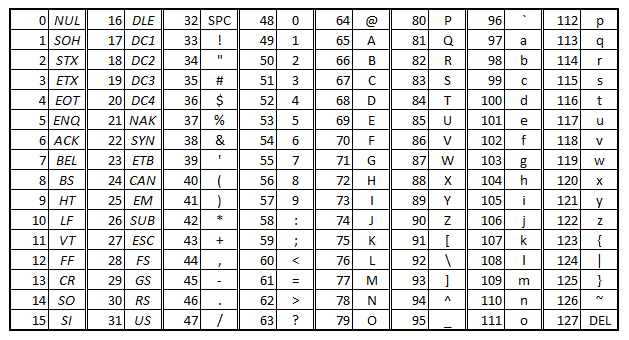 0 NUL 16 DLE 32 SPC 48 0 64 @ 80 P 96 ` 112 p
1 SOH 17 DC1 33 ! 49 1 65 A 81 Q 97 a 113 q
2 STX 18 DC2 34 " 50 2 66 B 82 R 98 b 114 r
3 ETX 19 DC3 35 # 51 3 67 C 83 S 99 c 115 s
4 EOT 20 DC4 36 $ 52 4 68 D 84 T 100 d 116 t
5 ENQ 21 NAK 37 % 53 5 69 E 85 U 101 e 117 u
6 ACK 22 SYN 38 & 54 6 70 F 86 V 102 f 118 v
7 BEL 23 ETB 39 ' 55 7 71 G 87 W 103 g 119 w
8 BS 24 CAN 40 ( 56 8 72 H 88 X 104 h 120 x
9 HT 25 EM 41 ) 57 9 73 I 89 Y 105 i 121 y
10 LF 26 SUB 42 * 58 : 74 J 90 Z 106 j 122 z
11 VT 27 ESC 43 + 59 ; 75 K 91 [ 107 k 123 {
12 FF 28 FS 44 , 60 < 76 L 92 \ 108 l 124 |
13 CR 29 GS 45 - 61 = 77 M 93 ] 109 m 125 }
14 SO 30 RS 46 . 62 > 78 N 94 ^ 110 n 126 ~
15 SI 31 US 47 / 63 ? 79 O 95 _ 111 o 127 DEL